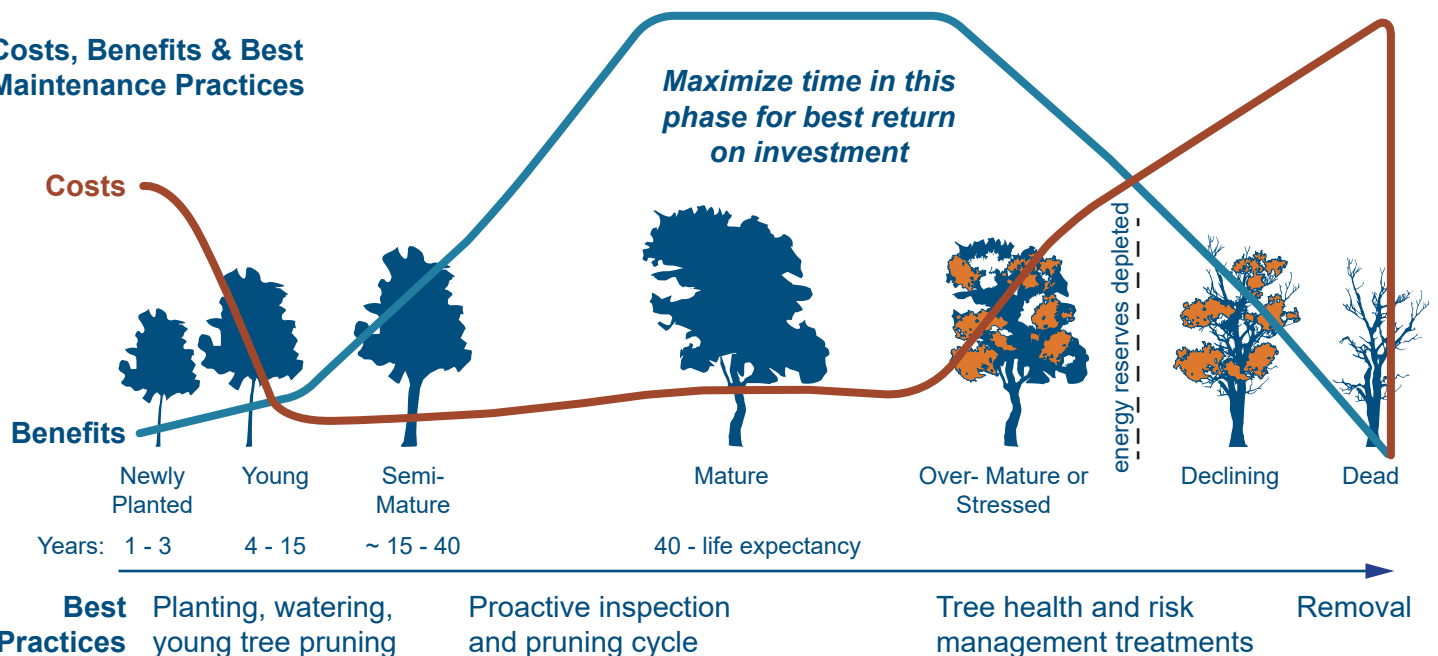 Costs, Benefits & Best
Maintenance Practices
Maximize time in this
phase for best return
on investment
Costs
Benefits
energy reserves depleted
Newly
Planted
Young
Semi-
Mature
Mature
Over- Mature or
Stressed
Declining
Dead
Years: 1 - 3 4 - 15 ~ 15 - 40 40 - life expectancy
Best
Practices
Planting, watering,
young tree pruning
Proactive inspection
and pruning cycle
Tree health and risk
management treatments
Removal